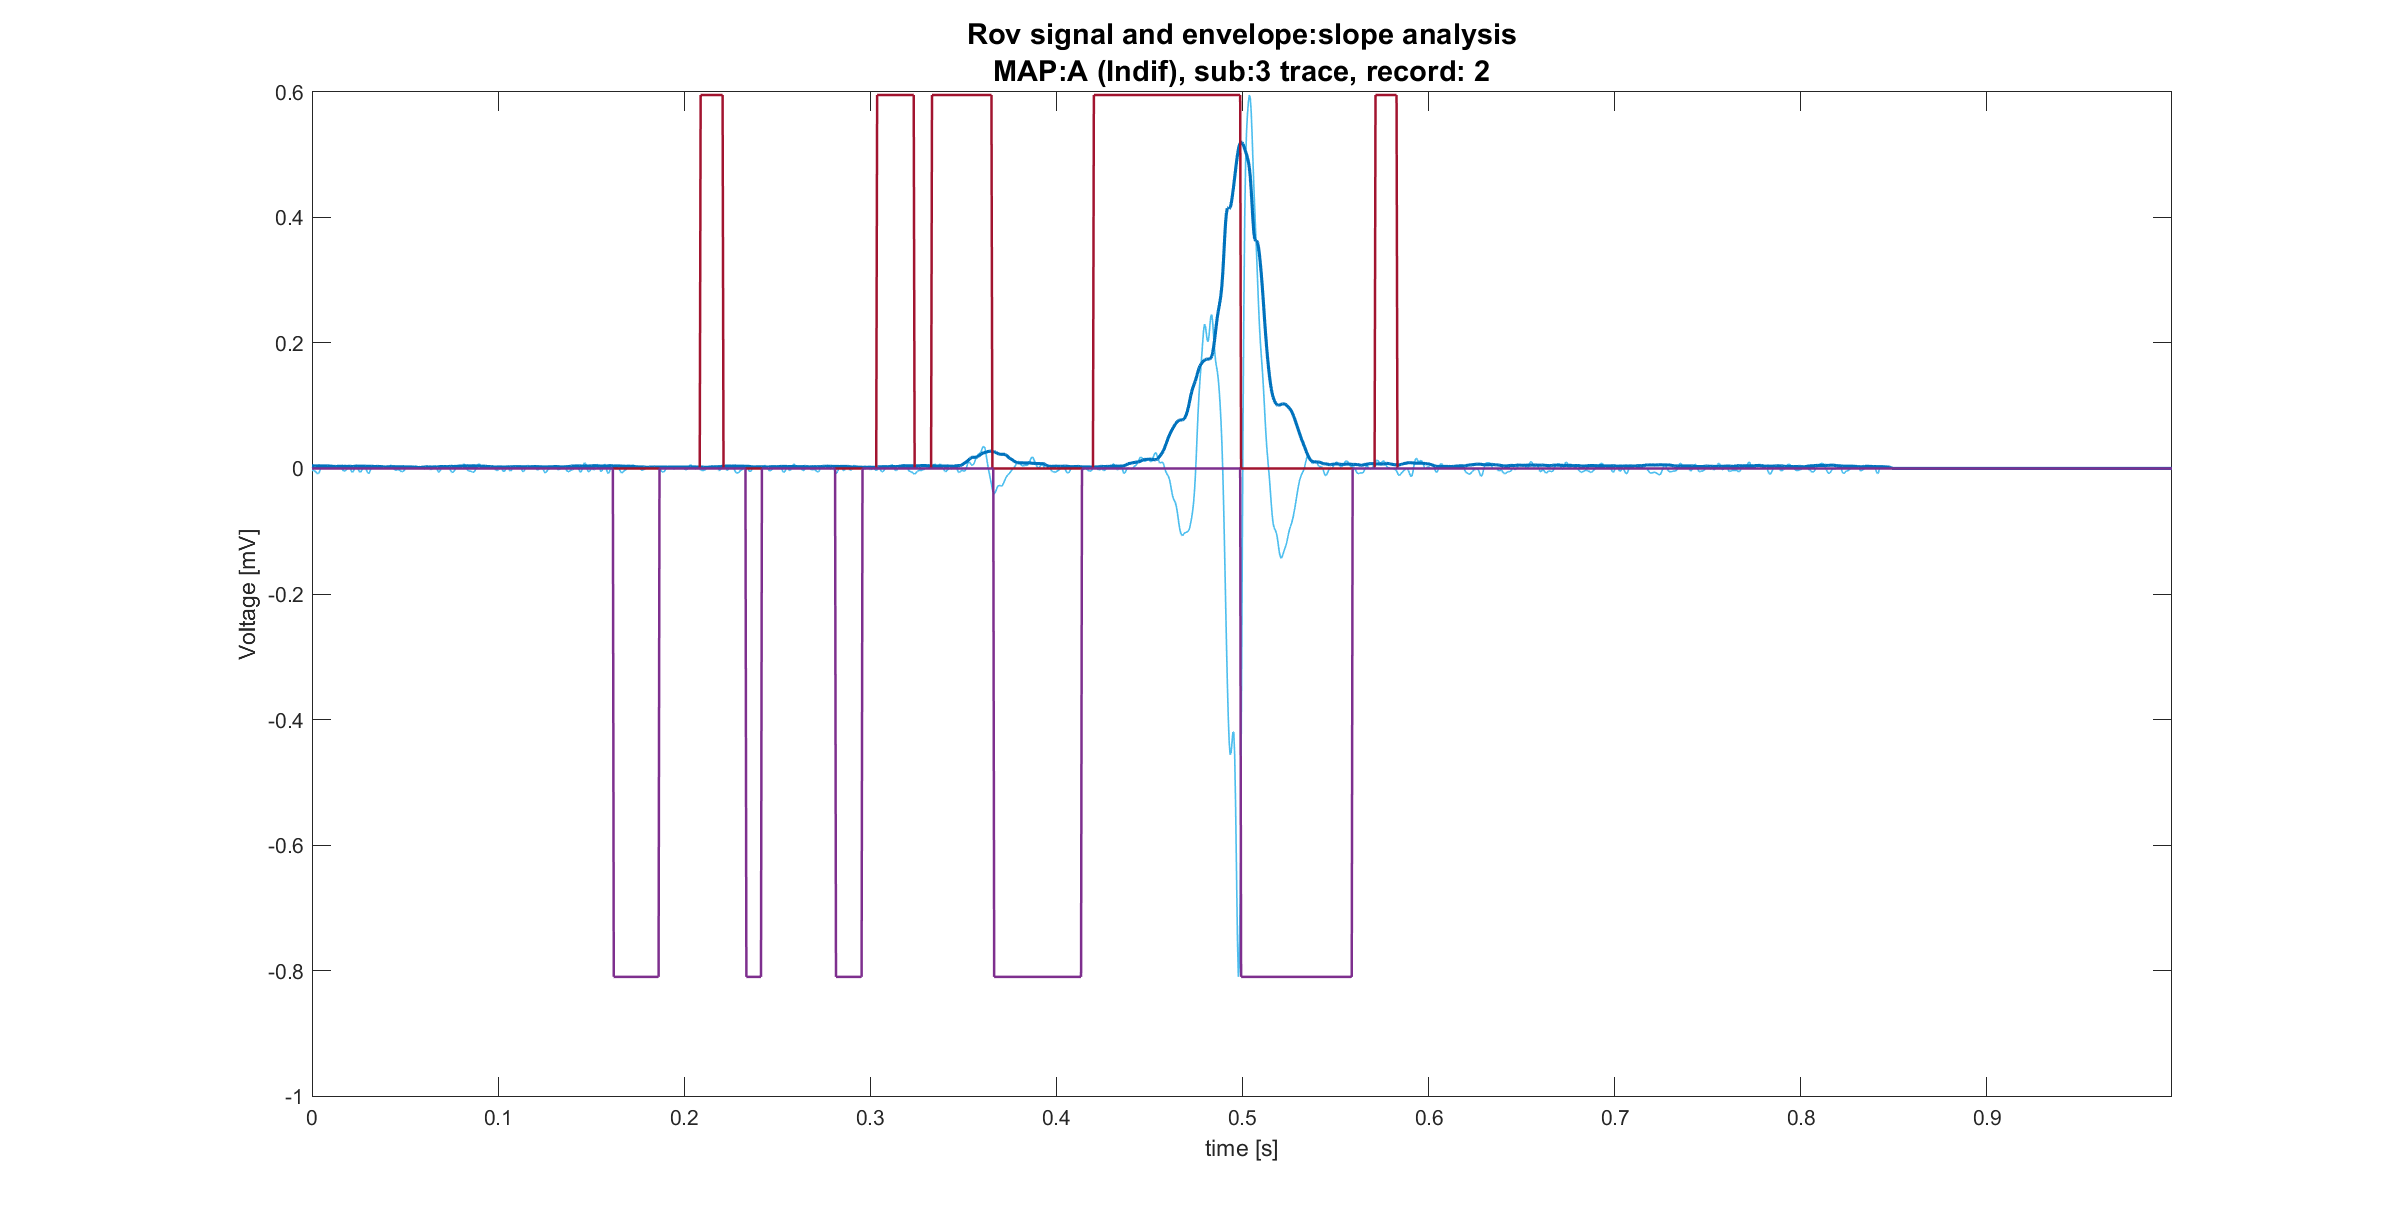 Rov signal and envelope:slope analysis
MAP:A (Indif), sub:3 trace, record: 2
0.6
0.4
0.2
0
-0.2
-0.4
-0.6
-0.8
-1
Voltage [mV]
0 0.1 0.2 0.3 0.4 0.5 0.6 0.7 0.8 0.9
time [s]